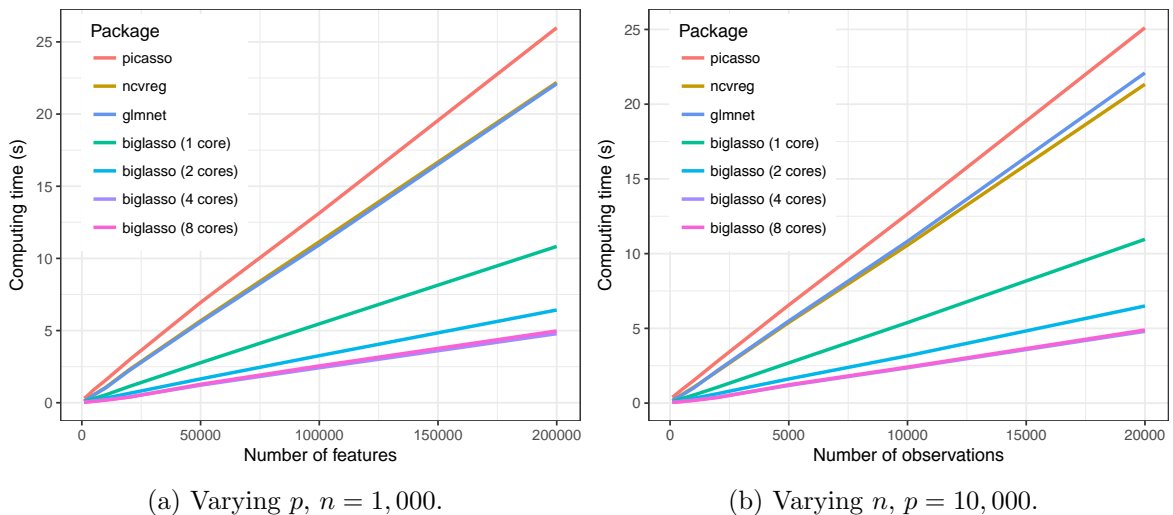 Package
picasso
ncvreg
glmnet
biglasso (1 core)
biglasso (2 cores)
biglasso (4 cores)
biglasso (8 cores)
Computing time (s)
25
20
15
10
5
0
0
50000
100000
150000
200000
Number of features
(a) Varying p, n = 1,000.
Package
picasso
ncvreg
glmnet
biglasso (1 core)
biglasso (2 cores)
biglasso (4 cores)
biglasso (8 cores)
Computing time (s)
25
20
15
10
5
0
0
5000
10000
15000
20000
Number of observations
(b) Varying n, p = 10,000.